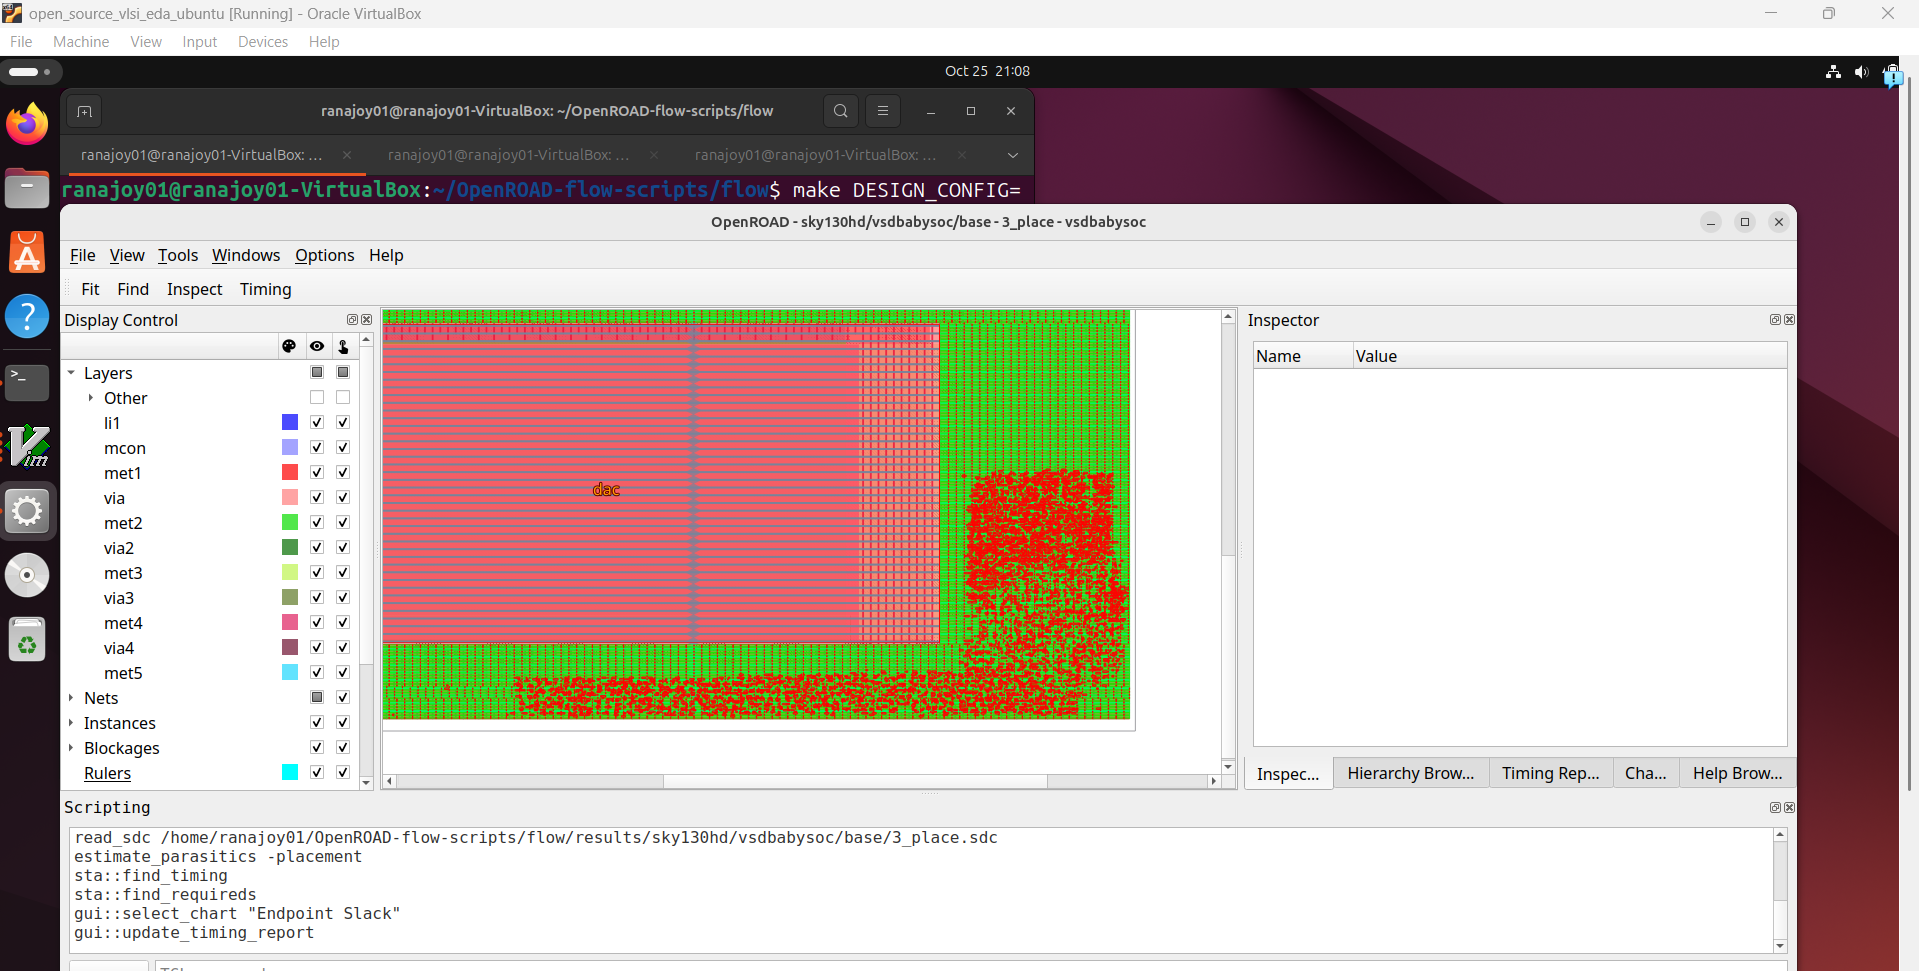 open_source_vlsi_eda_ubuntu [Running] - Oracle VirtualBox
File Machine View Input Devices Help
Oct 25 21:08
ranajoy01@ranajoy01-VirtualBox: ~/OpenROAD-flow-scripts/flow
ranajoy01@ranajoy01-VirtualBox: ... ranajoy01@ranajoy01-VirtualBox: ... ranajoy01@ranajoy01-VirtualBox: ...
ranajoy01@ranajoy01-VirtualBox:~/OpenROAD-flow-scripts/flow$ make DESIGN_CONFIG=
OpenROAD - sky130hd/vsdbabysoc/base - 3_place - vsdbabysoc
File View Tools Windows Options Help
Fit Find Inspect Timing
Display Control
Layers
Other
li1
mcon
met1
via
met2
via2
met3
via3
met4
via4
met5
Nets
Instances
Blockages
Rulers
dac
Inspector
Name Value
Inspec... Hierarchy Brow... Timing Rep... Cha... Help Brow...
Scripting
read_sdc /home/ranajoy01/OpenROAD-flow-scripts/flow/results/sky130hd/vsdbabysoc/base/3_place.sdc
estimate_parasitics -placement
sta::find_timing
sta::find_requireds
gui::select_chart "Endpoint Slack"
gui::update_timing_report